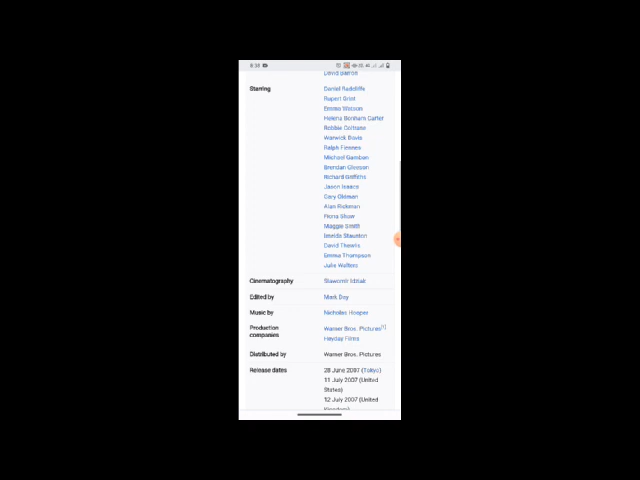 8:38
David Barron
Starring
Daniel Radcliffe
Rupert Grint
Emma Watson
Helena Bonham Carter
Robbie Coltrane
Warwick Davis
Ralph Fiennes
Michael Gambon
Brendan Gleeson
Richard Griffiths
Jason Isaacs
Gary Oldman
Alan Rickman
Fiona Shaw
Maggie Smith
Imelda Staunton
David Thewlis
Emma Thompson
Julie Walters
Cinematography Sławomir Idziak
Edited by Mark Day
Music by Nicholas Hooper
Production companies
Warner Bros. Pictures[1]
Heyday Films
Distributed by Warner Bros. Pictures
Release dates
28 June 2007 (Tokyo)
11 July 2007 (United
States)
12 July 2007 (United
Kingdom)